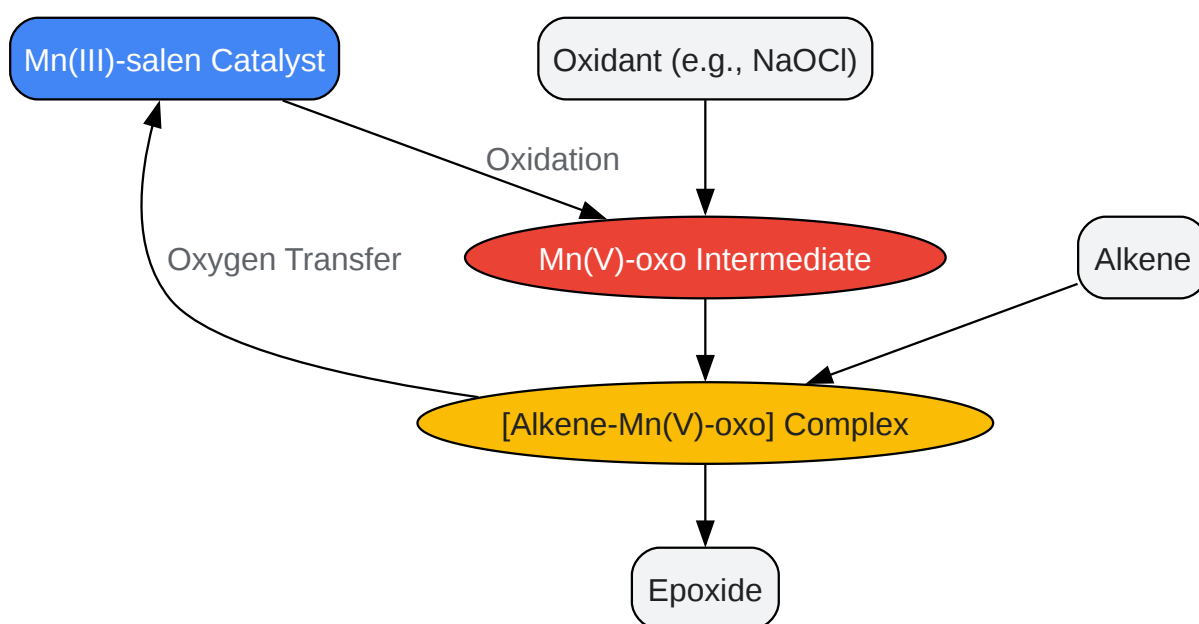 Mn(III)-salen Catalyst
Oxidant (e.g., NaOCl)
Oxidation
Oxygen Transfer
Mn(V)-oxo Intermediate
Alkene
[Alkene-Mn(V)-oxo] Complex
Epoxide